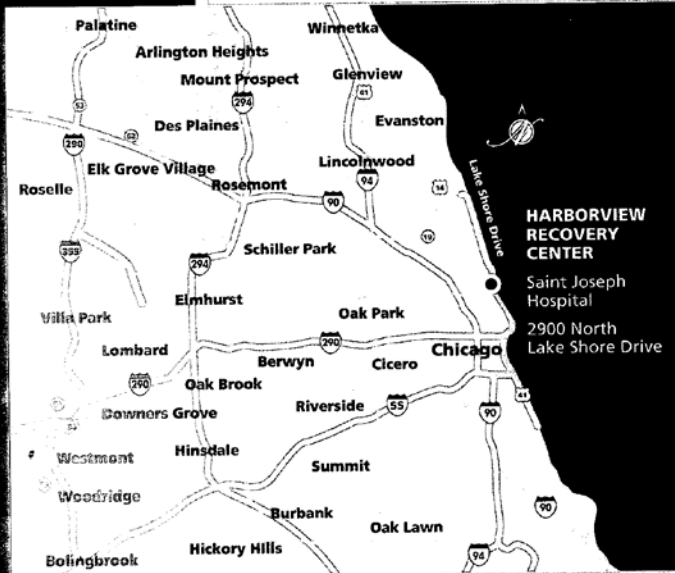 Palatine
Winnetka
Arlington Heights
Mount Prospect
Glenview
294
41
53
Des Plaines
Evanston
62
290
Elk Grove Village
Lincolnwood
Roselle
Rosemont
94
14
Lake Shore Drive
90
19
HARBORVIEW
RECOVERY
CENTER
Saint Joseph
Hospital
2900 North
Lake Shore Drive
Schiller Park
355
294
Elmhurst
Villa Park
Oak Park
Lombard
290
Chicago
Berwyn
Cicero
290
Oak Brook
41
Downers Grove
Riverside
55
90
Westmont
Hinsdale
Summit
Woodridge
Burbank
90
Oak Lawn
Bolingbrook
Hickory Hills
94